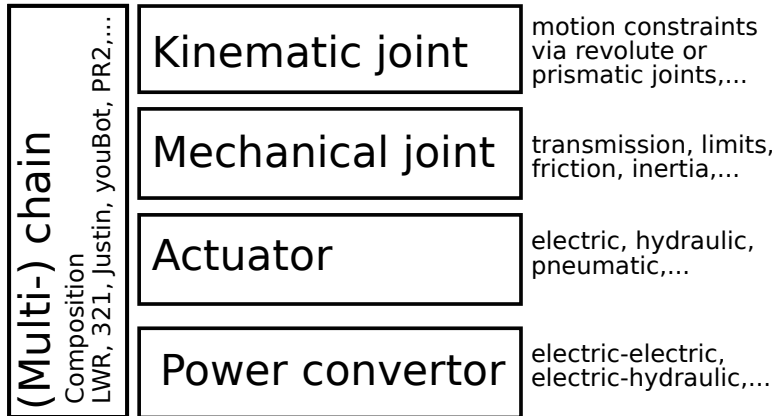 (Multi-) chain
Composition
LWR, 321, Justin, youBot, PR2,...
Kinematic joint
motion constraints
via revolute or
prismatic joints,...
Mechanical joint
transmission, limits,
friction, inertia,...
Actuator
electric, hydraulic,
pneumatic,...
Power convertor
electric-electric,
electric-hydraulic,...